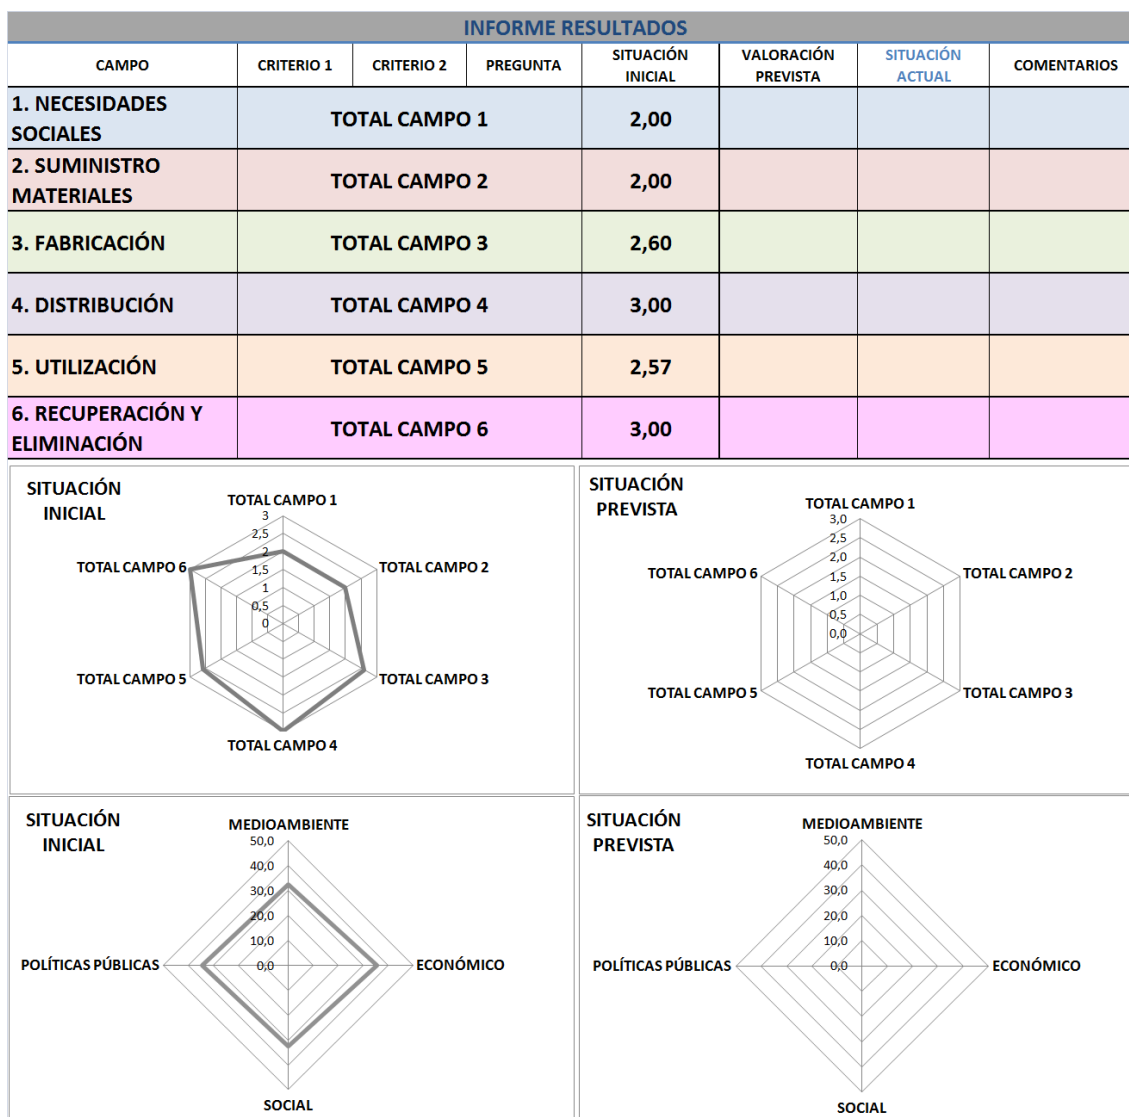 INFORME RESULTADOS
CAMPO CRITERIO 1 CRITERIO 2 PREGUNTA SITUACIÓN INICIAL VALORACIÓN PREVISTA SITUACIÓN ACTUAL COMENTARIOS
1. NECESIDADES
SOCIALES
TOTAL CAMPO 1 2,00
2. SUMINISTRO
MATERIALES
TOTAL CAMPO 2 2,00
3. FABRICACIÓN TOTAL CAMPO 3 2,60
4. DISTRIBUCIÓN TOTAL CAMPO 4 3,00
5. UTILIZACIÓN TOTAL CAMPO 5 2,57
6. RECUPERACIÓN Y
ELIMINACIÓN
TOTAL CAMPO 6 3,00
SITUACIÓN
INICIAL
TOTAL CAMPO 1
3
2,5
2
1,5
1
0,5
0
TOTAL CAMPO 6
TOTAL CAMPO 2
TOTAL CAMPO 5
TOTAL CAMPO 3
TOTAL CAMPO 4
SITUACIÓN
PREVISTA
TOTAL CAMPO 1
3,0
2,5
2,0
1,5
1,0
0,5
0,0
TOTAL CAMPO 6
TOTAL CAMPO 2
TOTAL CAMPO 5
TOTAL CAMPO 3
TOTAL CAMPO 4
SITUACIÓN
INICIAL
MEDIOAMBIENTE
50,0
40,0
30,0
20,0
10,0
0,0
POLÍTICAS PÚBLICAS
ECONÓMICO
SOCIAL
SITUACIÓN
PREVISTA
MEDIOAMBIENTE
50,0
40,0
30,0
20,0
10,0
0,0
POLÍTICAS PÚBLICAS
ECONÓMICO
SOCIAL